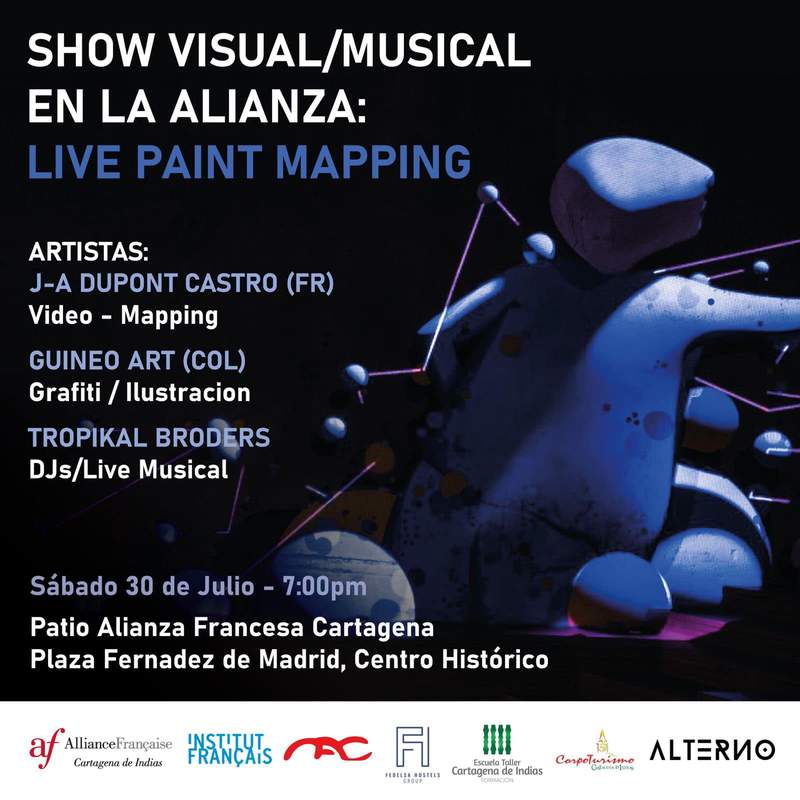 SHOW VISUAL/MUSICAL
EN LA ALIANZA:
LIVE PAINT MAPPING
ARTISTAS:
J-A DUPONT CASTRO (FR)
Video - Mapping
GUINEO ART (COL)
Grafiti / Ilustracion
TROPIKAL BRODERS
DJs/Live Musical
Sábado 30 de Julio - 7:00pm
Patio Alianza Francesa Cartagena
Plaza Fernadez de Madrid, Centro Histórico
af AllianceFrançaise
Cartagena de Indias
INSTITUT
FRANÇAIS
MAC
FH
FEDELSA HOSTELS
GROUP
Escuela Taller
Cartagena de Indias
FORMACIÓN
CorpoTurismo
ALTERNO